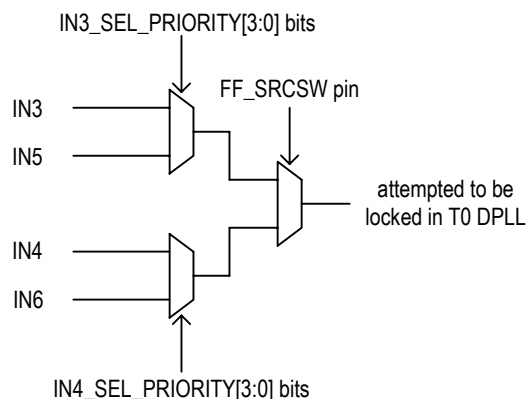 IN3_SEL_PRIORITY[3:0] bits
FF_SRCSW pin
IN3
IN5
attempted to be
locked in T0 DPLL
IN4
IN6
IN4_SEL_PRIORITY[3:0] bits